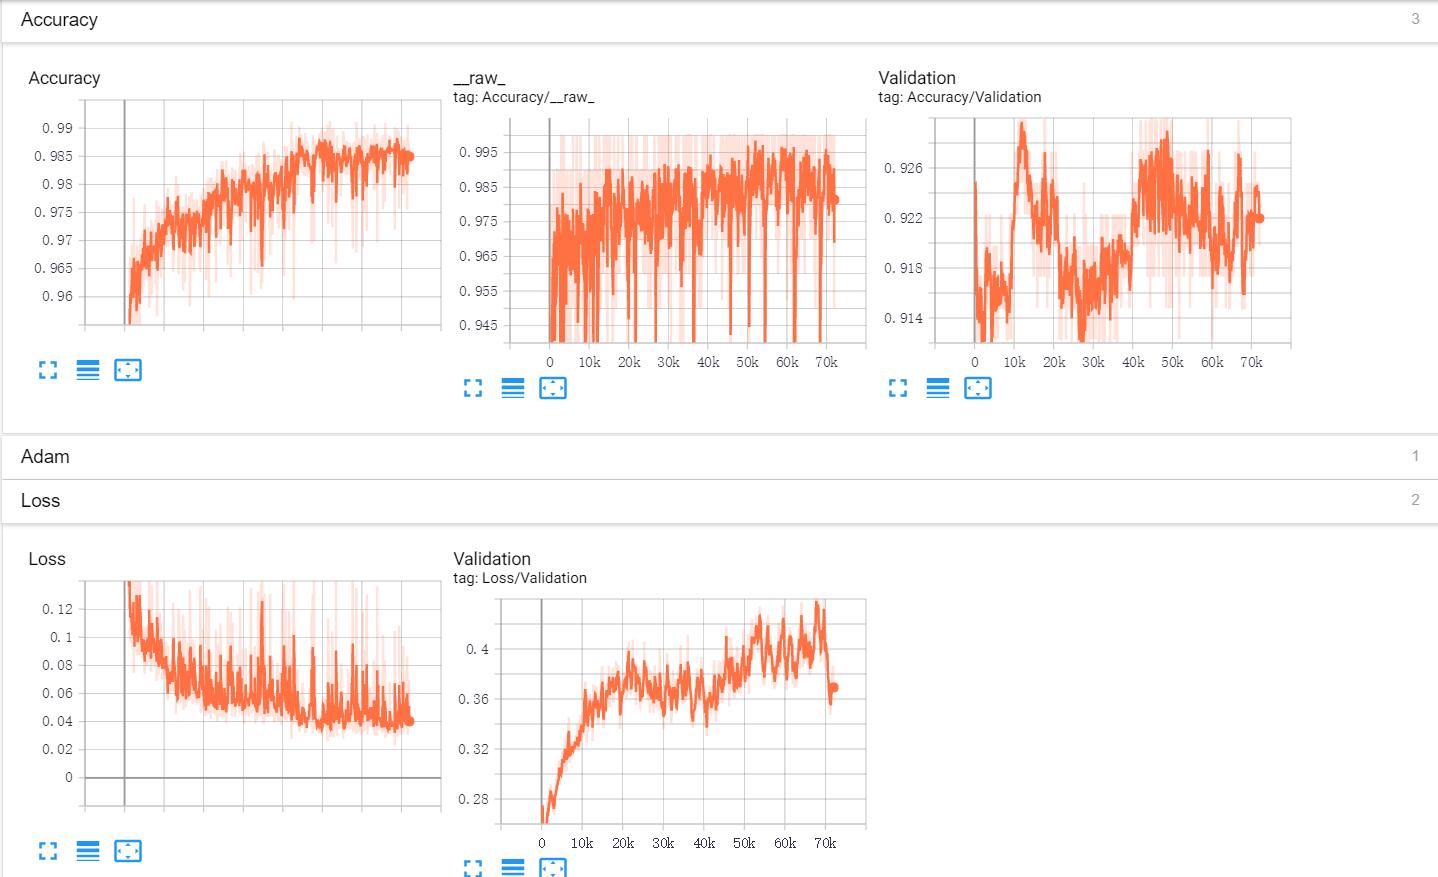 Accuracy 3
Accuracy
__raw_
tag: Accuracy/__raw_
Validation
tag: Accuracy/Validation
0.99
0.985
0.98
0.975
0.97
0.965
0.96
0.995
0.985
0.975
0.965
0.955
0.945
0 10k 20k 30k 40k 50k 60k 70k
0.926
0.922
0.918
0.914
0 10k 20k 30k 40k 50k 60k 70k
Adam 1
Loss 2
Loss
Validation
tag: Loss/Validation
0.12
0.1
0.08
0.06
0.04
0.02
0
0.4
0.36
0.32
0.28
0 10k 20k 30k 40k 50k 60k 70k